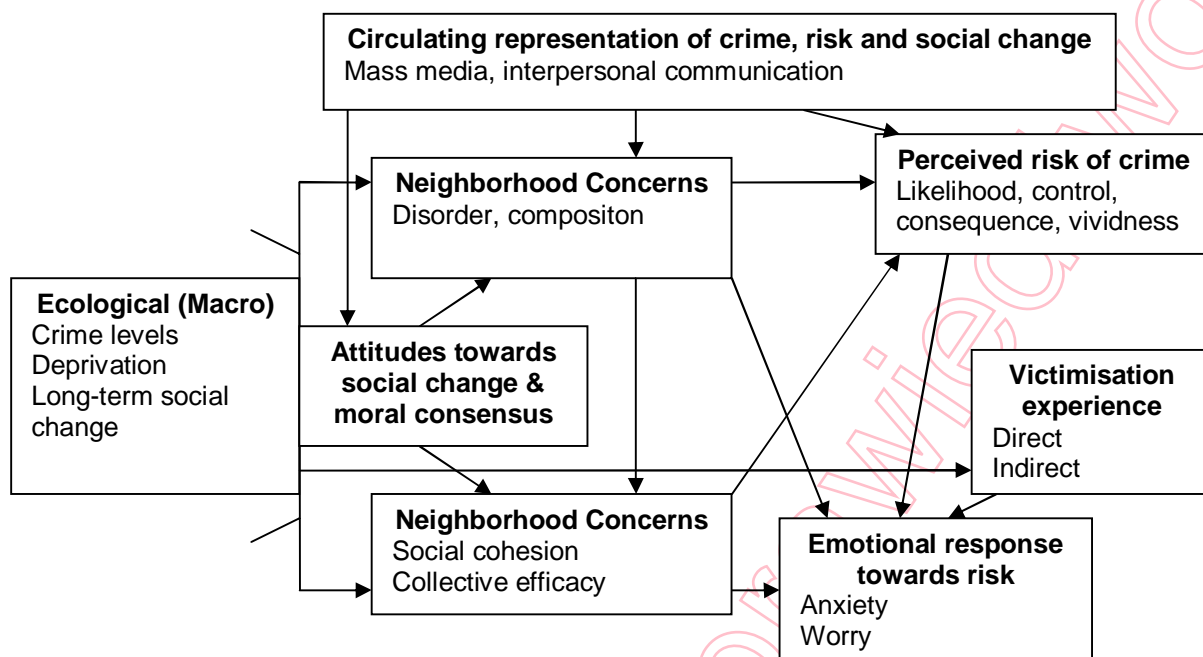 Circulating representation of crime, risk and social change
Mass media, interpersonal communication
Neighborhood Concerns
Disorder, compositon
Perceived risk of crime
Likelihood, control,
consequence, vividness
Ecological (Macro)
Crime levels
Deprivation
Long-term social
change
Attitudes towards
social change &
moral consensus
Victimisation
experience
Direct
Indirect
Neighborhood Concerns
Social cohesion
Collective efficacy
Emotional response
towards risk
Anxiety
Worry